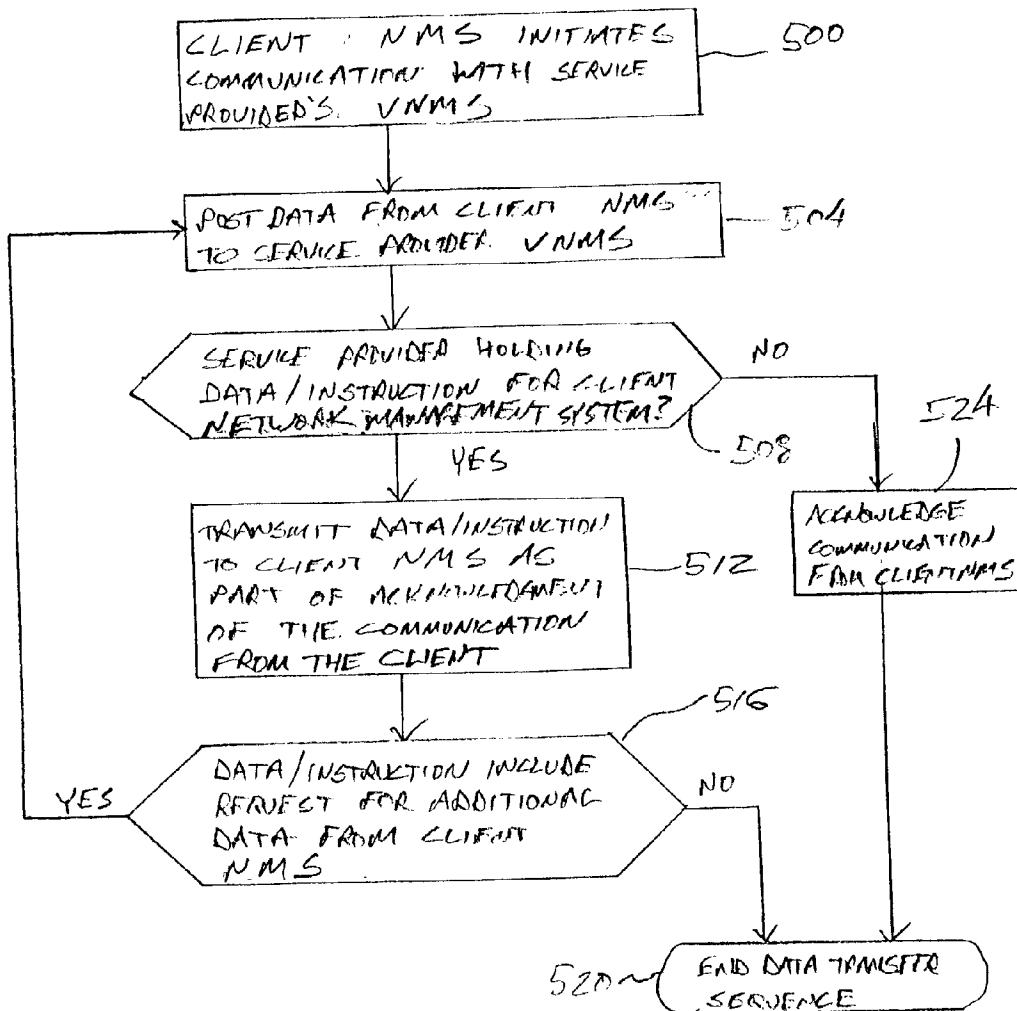 CLIENT NMS INITIATES
COMMUNICATION WITH SERVICE
PROVIDER'S VNMS
500
POST DATA FROM CLIENT NMS
TO SERVICE PROVIDER VNMS
504
SERVICE PROVIDER HOLDING
DATA/INSTRUCTION FOR CLIENT
NETWORK MANAGEMENT SYSTEM?
NO
508
YES
524
TRANSMIT DATA/INSTRUCTION
TO CLIENT NMS AS
PART OF ACKNOWLEDGMENT
OF THE COMMUNICATION
FROM THE CLIENT
512
ACKNOWLEDGE
COMMUNICATION
FROM CLIENT NMS
516
DATA/INSTRUCTION INCLUDE
REQUEST FOR ADDITIONAL
DATA FROM CLIENT
NMS
YES
NO
520
END DATA TRANSFER
SEQUENCE